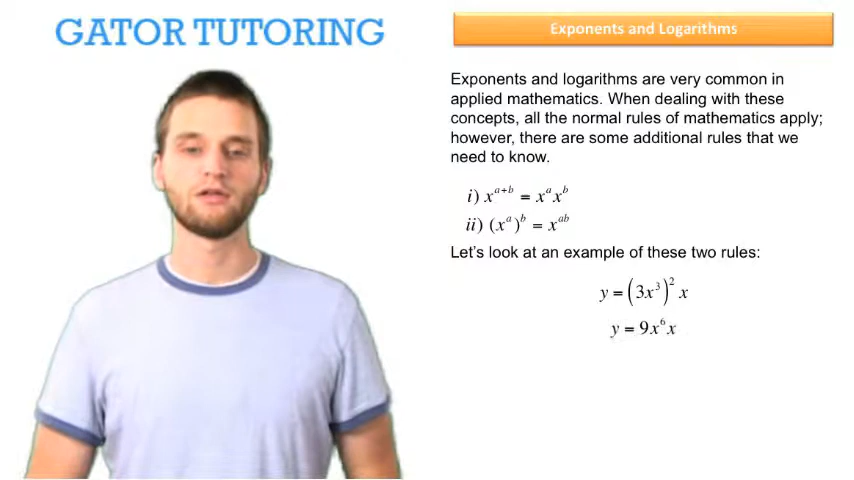 GATOR TUTORING
Exponents and Logarithms
Exponents and logarithms are very common in
applied mathematics. When dealing with these
concepts, all the normal rules of mathematics apply;
however, there are some additional rules that we
need to know.
i) x^{a+b} = x^a x^b
ii) (x^a)^b = x^{ab}
Let's look at an example of these two rules:
y = (3x^3)^2 x
y = 9x^6 x